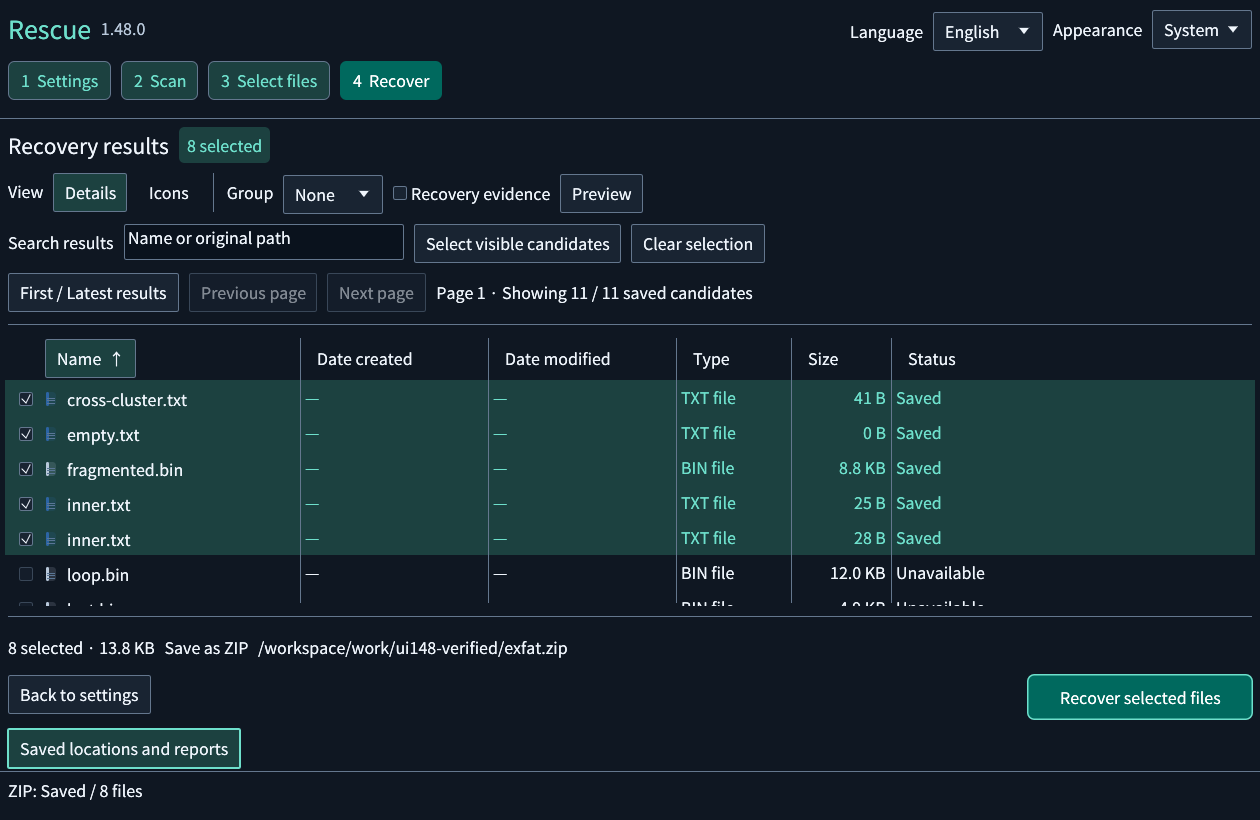 Rescue 1.48.0
Language English Appearance System
1 Settings 2 Scan 3 Select files 4 Recover
Recovery results 8 selected
View Details Icons Group None Recovery evidence Preview
Search results Name or original path Select visible candidates Clear selection
First / Latest results Previous page Next page Page 1 · Showing 11 / 11 saved candidates
Name ↑ Date created Date modified Type Size Status
cross-cluster.txt — — TXT file 41 B Saved
empty.txt — — TXT file 0 B Saved
fragmented.bin — — BIN file 8.8 KB Saved
inner.txt — — TXT file 25 B Saved
inner.txt — — TXT file 28 B Saved
loop.bin — — BIN file 12.0 KB Unavailable
8 selected · 13.8 KB Save as ZIP /workspace/work/ui148-verified/exfat.zip
Back to settings Recover selected files
Saved locations and reports
ZIP: Saved / 8 files